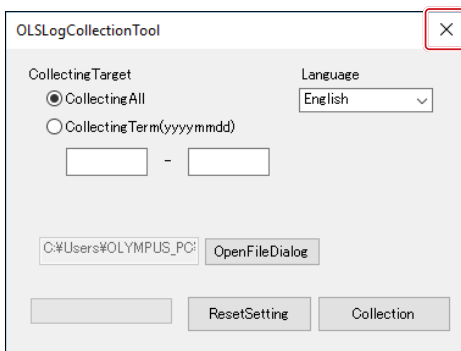 OLSLogCollectionTool
CollectingTarget
Language
CollectingAll
English
CollectingTerm(yyyymmdd)
-
C:¥Users¥OLYMPUS_PC¥
OpenFileDialog
ResetSetting
Collection